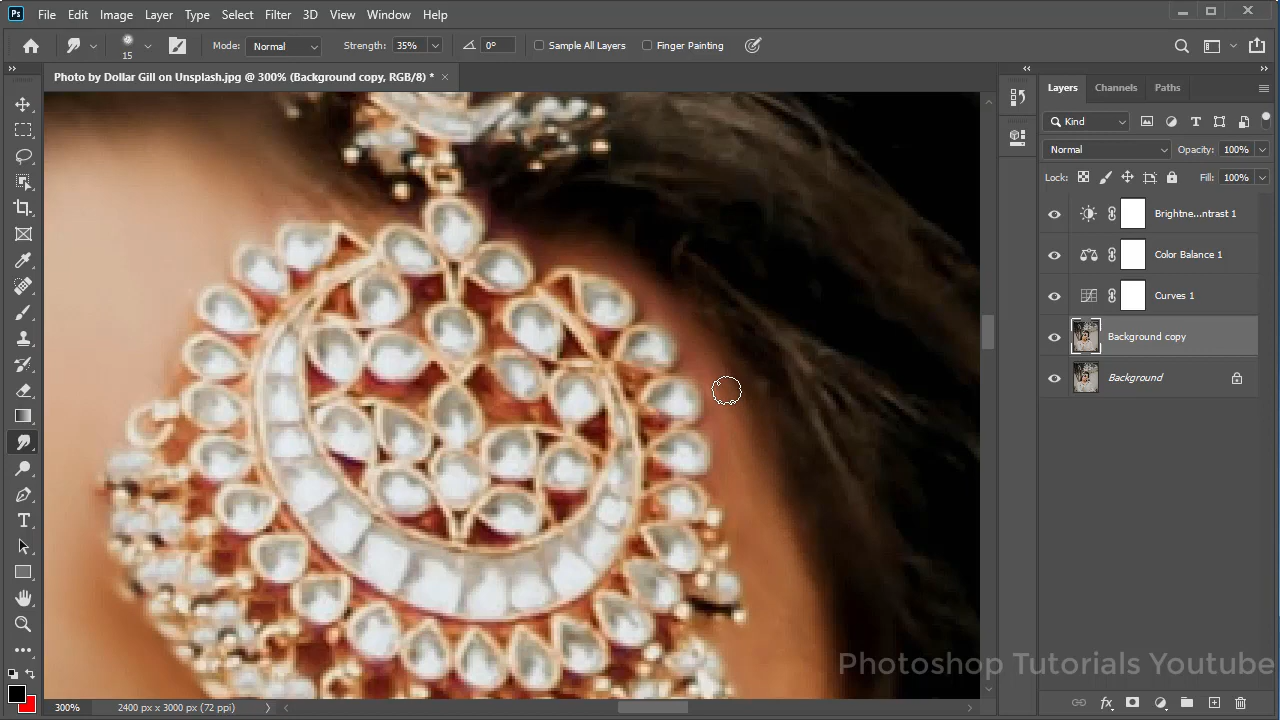 Ps File Edit Image Layer Type Select Filter 3D View Window Help
15 Mode: Normal Strength: 35% 0° Sample All Layers Finger Painting
Photo by Dollar Gill on Unsplash.jpg @ 300% (Background copy, RGB/8) *
Layers Channels Paths
Kind
Normal Opacity: 100%
Lock: Fill: 100%
Brightne...ntrast 1
Color Balance 1
Curves 1
Background copy
Background
Photoshop Tutorials Youtube
300% 2400 px x 3000 px (72 ppi)